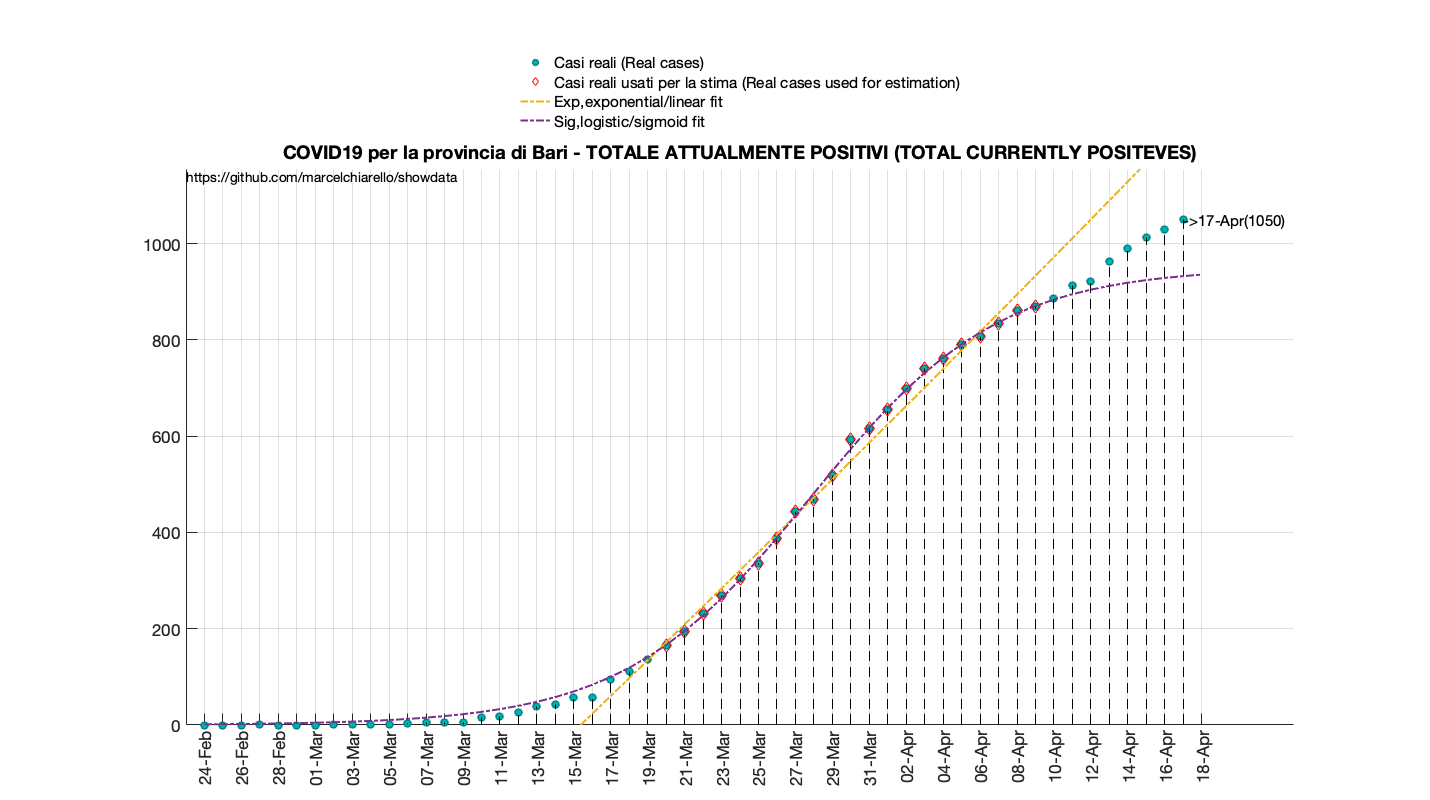 Casi reali (Real cases)
Casi reali usati per la stima (Real cases used for estimation)
Exp,exponential/linear fit
Sig,logistic/sigmoid fit
COVID19 per la provincia di Bari - TOTALE ATTUALMENTE POSITIVI (TOTAL CURRENTLY POSITEVES)
https://github.com/marcelchiarello/showdata
->17-Apr(1050)
1000
800
600
400
200
0
24-Feb
26-Feb
28-Feb
01-Mar
03-Mar
05-Mar
07-Mar
09-Mar
11-Mar
13-Mar
15-Mar
17-Mar
19-Mar
21-Mar
23-Mar
25-Mar
27-Mar
29-Mar
31-Mar
02-Apr
04-Apr
06-Apr
08-Apr
10-Apr
12-Apr
14-Apr
16-Apr
18-Apr